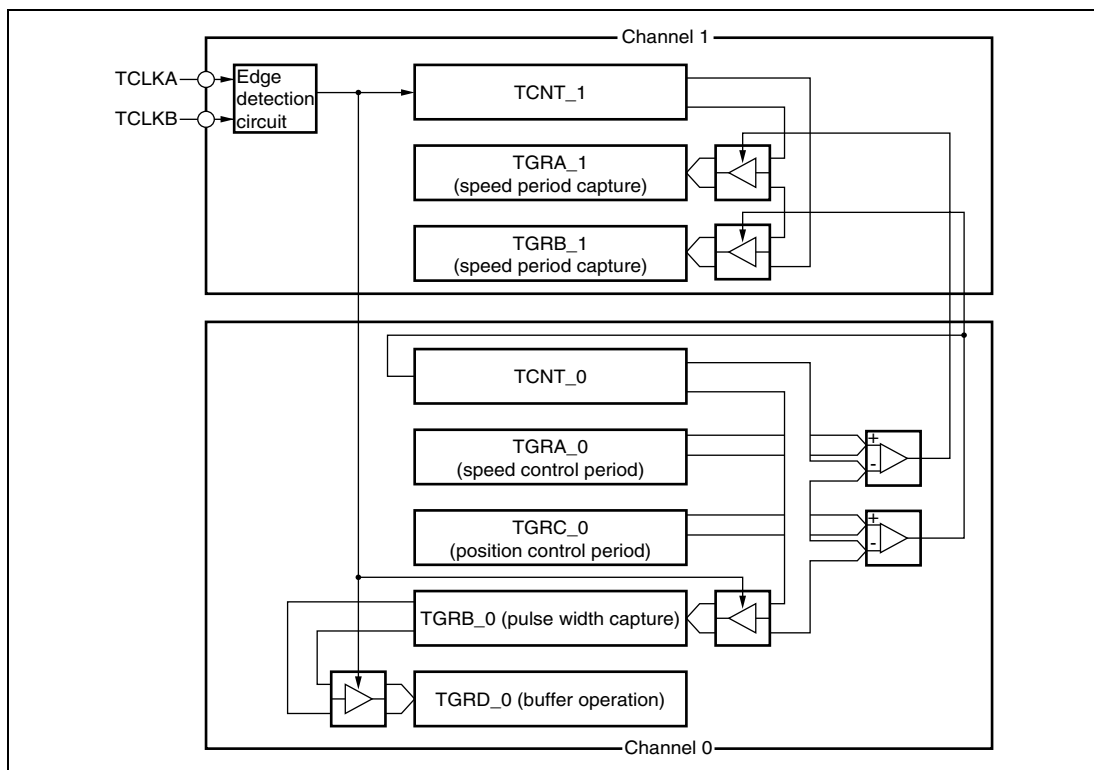 Channel 1
TCLKA
TCLKB
Edge
detection
circuit
TCNT_1
TGRA_1
(speed period capture)
TGRB_1
(speed period capture)
TCNT_0
TGRA_0
(speed control period)
+
-
TGRC_0
(position control period)
+
-
TGRB_0 (pulse width capture)
TGRD_0 (buffer operation)
Channel 0